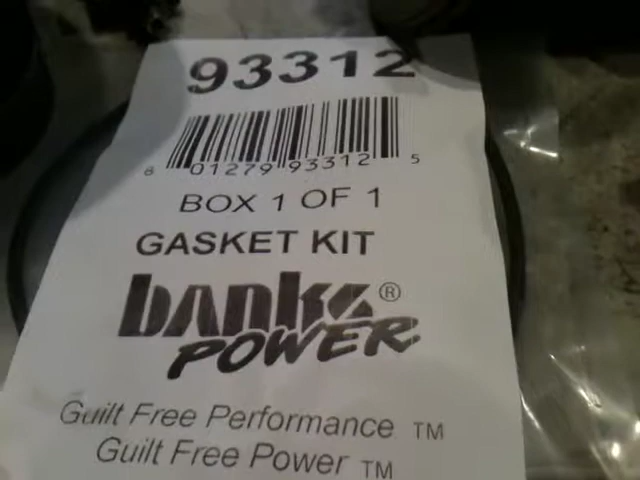 93312
8 01279 93312 5
BOX 1 OF 1
GASKET KIT
banks®
POWER
Guilt Free Performance ™
Guilt Free Power ™